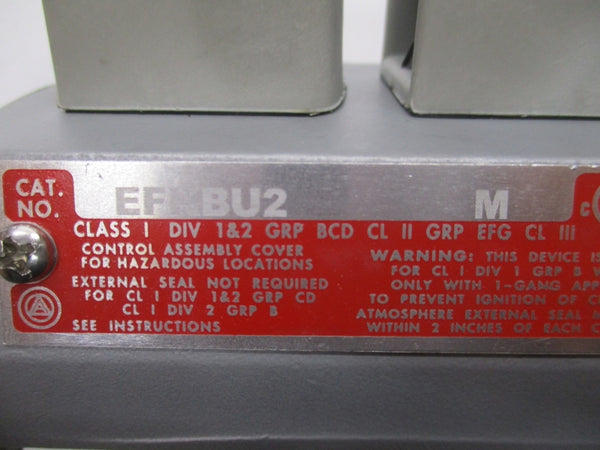 CAT. NO. BU2 M
CLASS I DIV 1&2 GRP BCD CL II GRP EFG CL III
CONTROL ASSEMBLY COVER
FOR HAZARDOUS LOCATIONS
EXTERNAL SEAL NOT REQUIRED
FOR CL I DIV 1&2 GRP CD
CL I DIV 2 GRP B
SEE INSTRUCTIONS
WARNING: THIS DEVICE IS
FOR CL I DIV 1 GRP B W
ONLY WITH 1-GANG APP
TO PREVENT IGNITION OF
ATMOSPHERE EXTERNAL SEAL M
WITHIN 2 INCHES OF EACH C